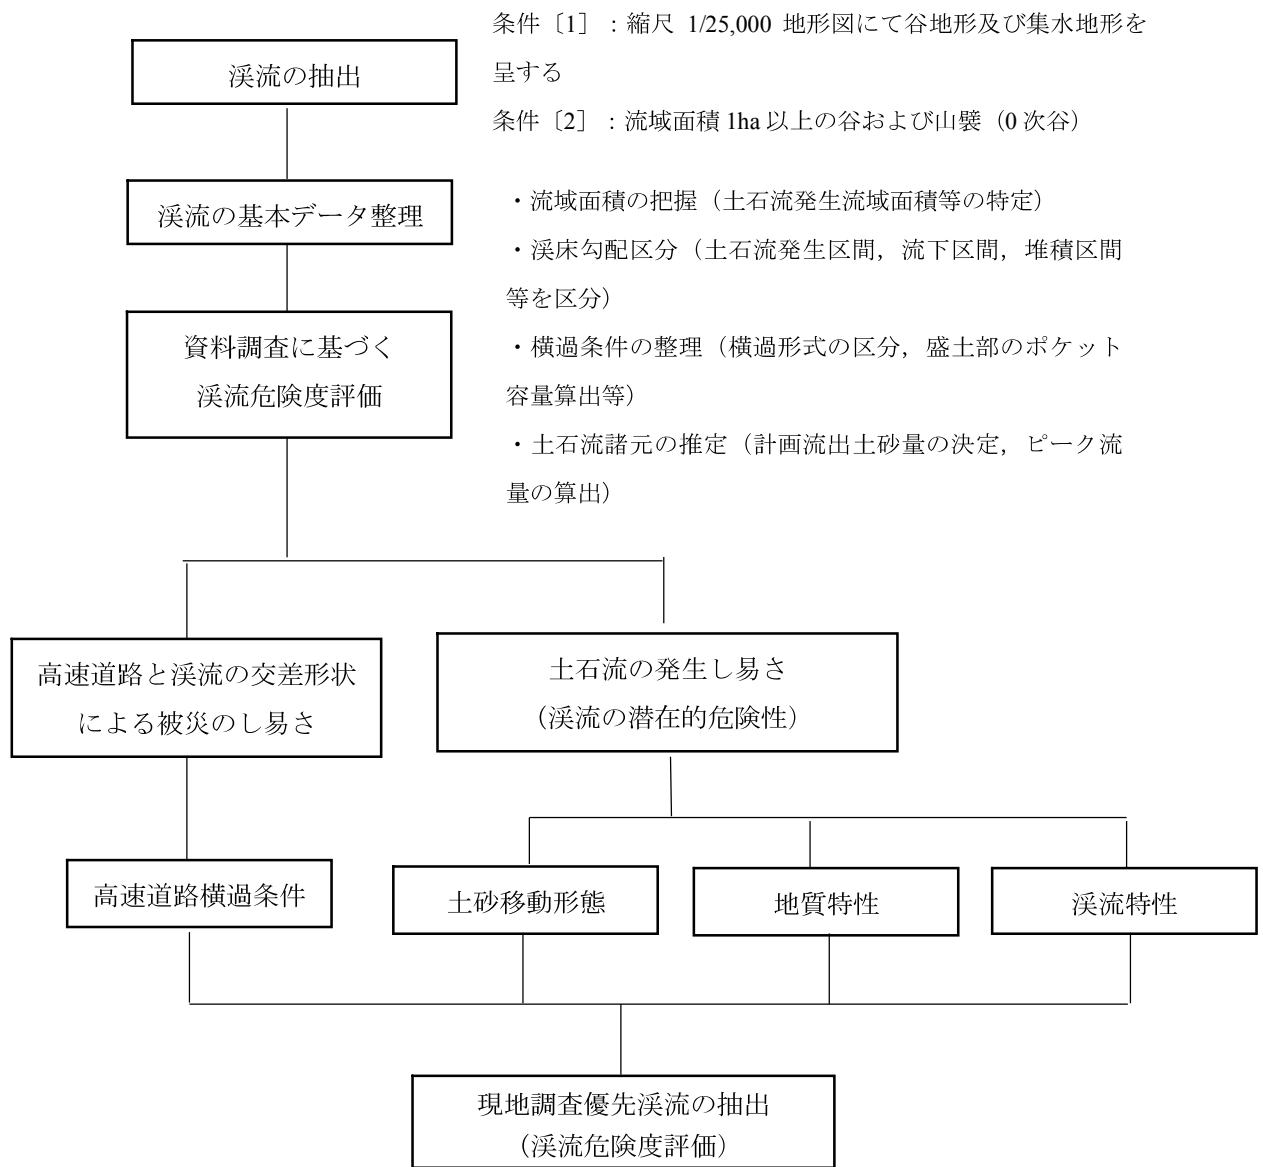 条件〔1〕:縮尺 1/25,000 地形図にて谷地形及び集水地形を
呈する
渓流の抽出
条件〔2〕:流域面積 1ha 以上の谷および山襞（0 次谷）
渓流の基本データ整理
・流域面積の把握（土石流発生流域面積等の特定）
・渓床勾配区分（土石流発生区間，流下区間，堆積区間
等を区分）
資料調査に基づく
渓流危険度評価
・横過条件の整理（横過形式の区分，盛土部のポケット
容量算出等）
・土石流諸元の推定（計画流出土砂量の決定，ピーク流
量の算出）
高速道路と渓流の交差形状
による被災のし易さ
土石流の発生し易さ
（渓流の潜在的危険性）
高速道路横過条件
土砂移動形態
地質特性
渓流特性
現地調査優先渓流の抽出
（渓流危険度評価）